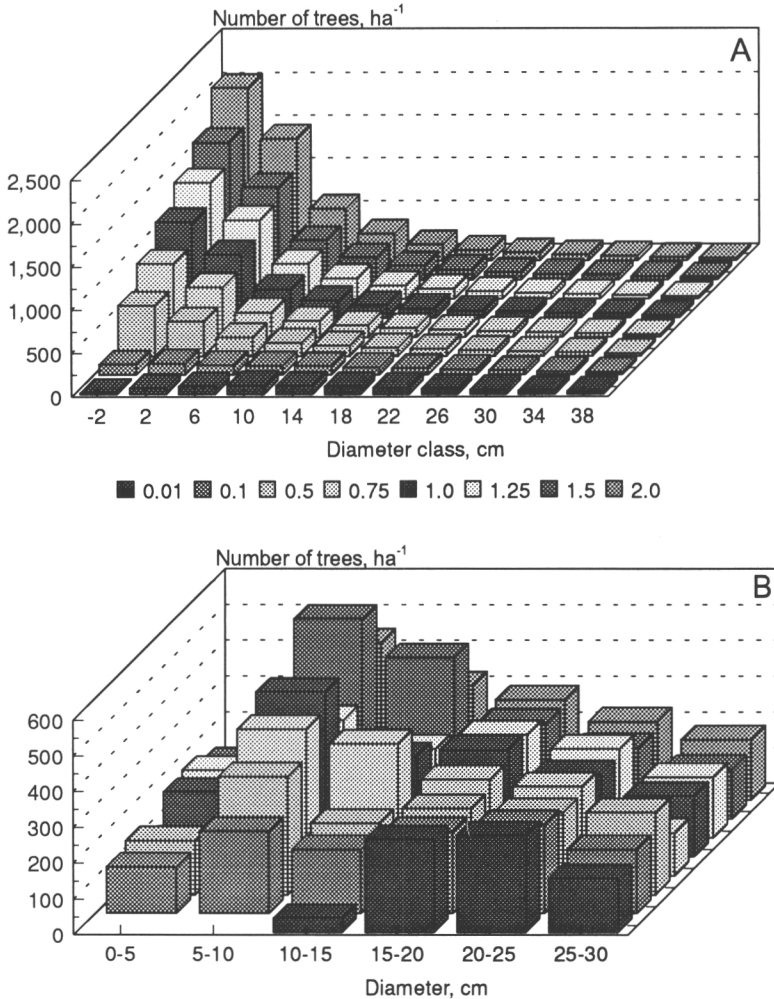 Number of trees, ha-1
A
2,500
2,000
1,500
1,000
500
0
-2 2 6 10 14 18 22 26 30 34 38
Diameter class, cm
0.01 0.1 0.5 0.75 1.0 1.25 1.5 2.0
Number of trees, ha-1
B
600
500
400
300
200
100
0
0-5 5-10 10-15 15-20 20-25 25-30
Diameter, cm